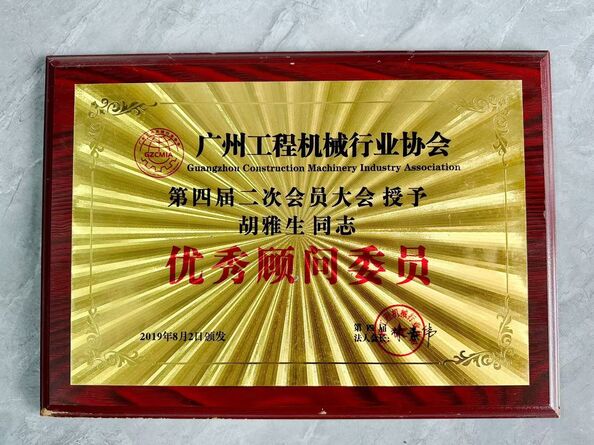 GZCMIA
广州工程机械行业协会
Guangzhou Construction Machinery Industry Association
第四届二次会员大会 授予
胡雅生 同志
优秀顾问委员
2019年8月2日颁发
第四届
法人会长: